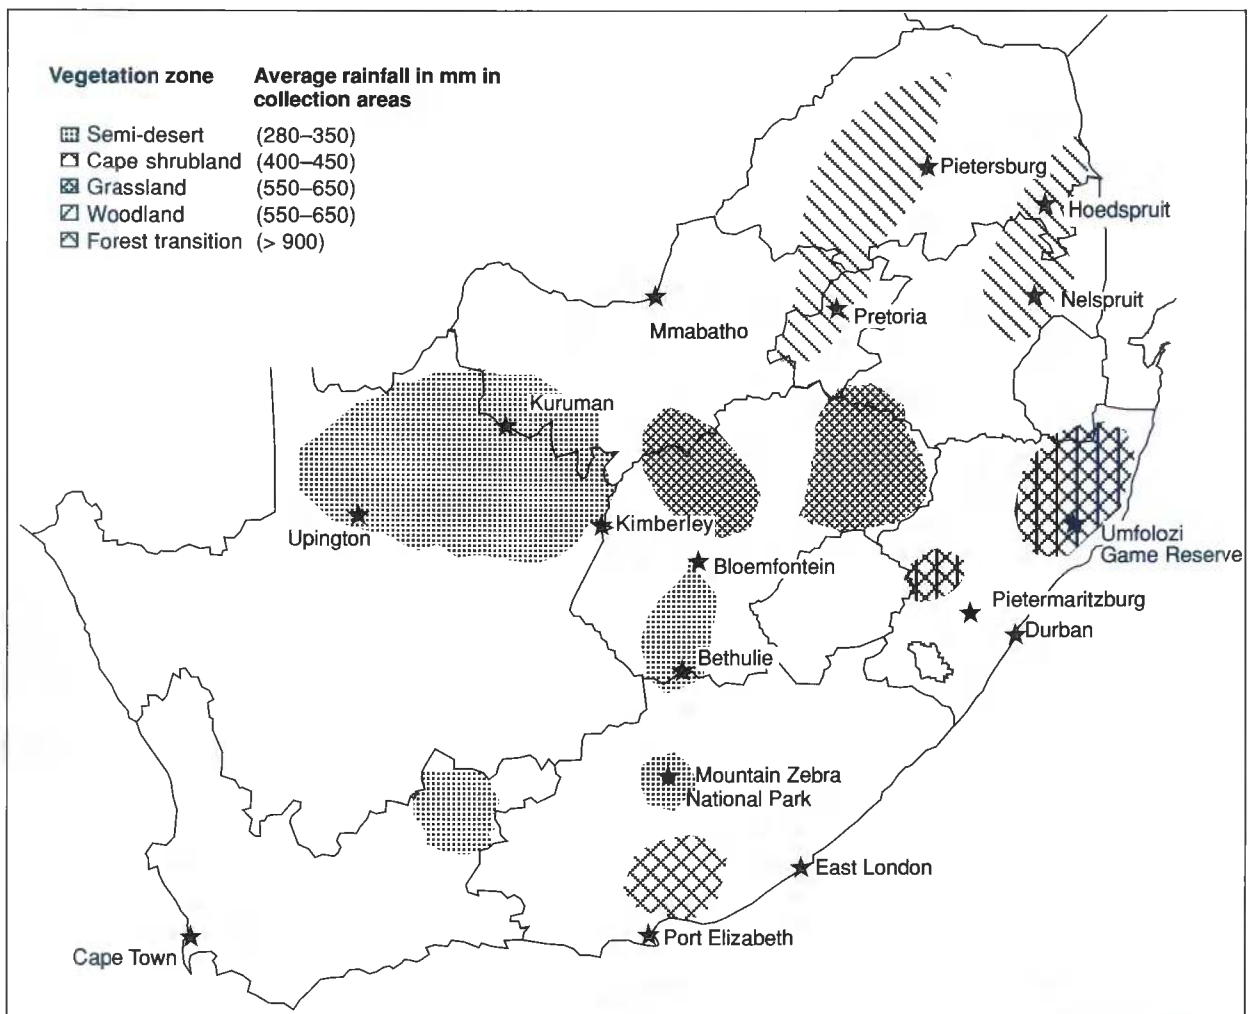 Vegetation zone Average rainfall in mm in
collection areas
Semi-desert (280–350)
Cape shrubland (400–450)
Grassland (550–650)
Woodland (550–650)
Forest transition (> 900)
Pietersburg
Hoedspruit
Nelspruit
Pretoria
Mmabatho
Kuruman
Upington
Kimberley
Bloemfontein
Umfolozi
Game Reserve
Pietermaritzburg
Durban
Bethulie
Mountain Zebra
National Park
East London
Port Elizabeth
Cape Town